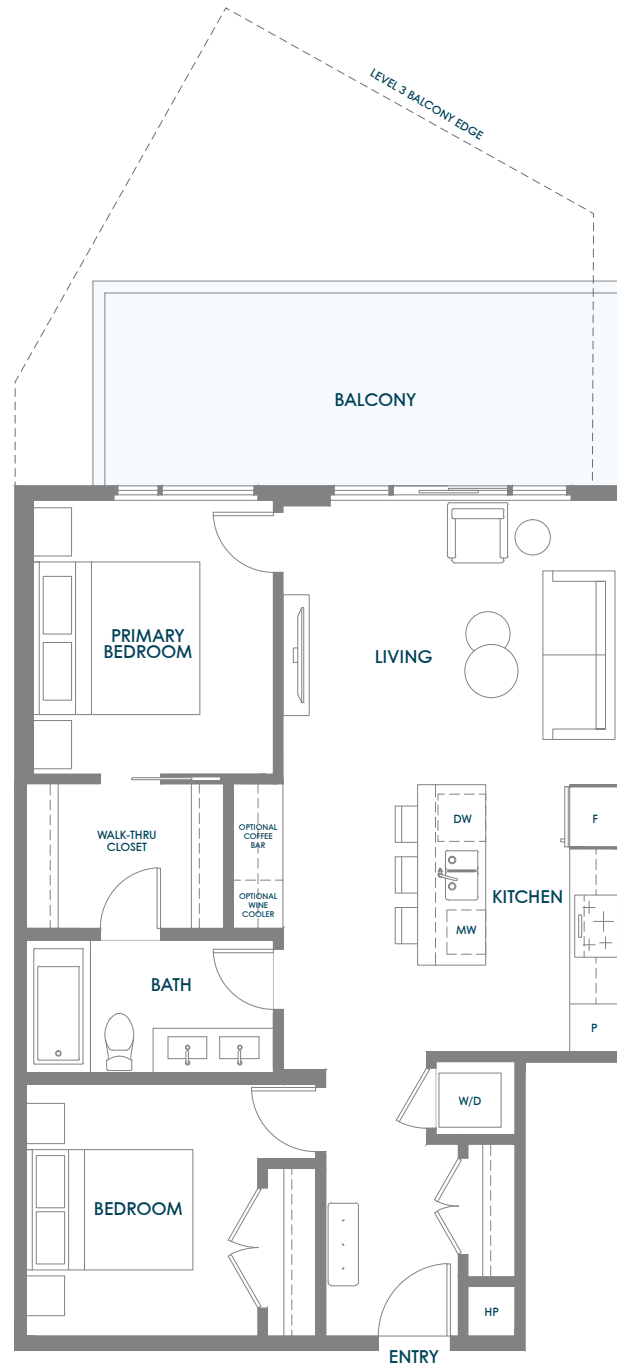 LEVEL 3 BALCONY EDGE
BALCONY
PRIMARY
BEDROOM
LIVING
WALK-THRU
CLOSET
OPTIONAL
COFFEE
BAR
OPTIONAL
WINE
COOLER
DW
F
KITCHEN
MW
BATH
P
W/D
BEDROOM
HP
ENTRY